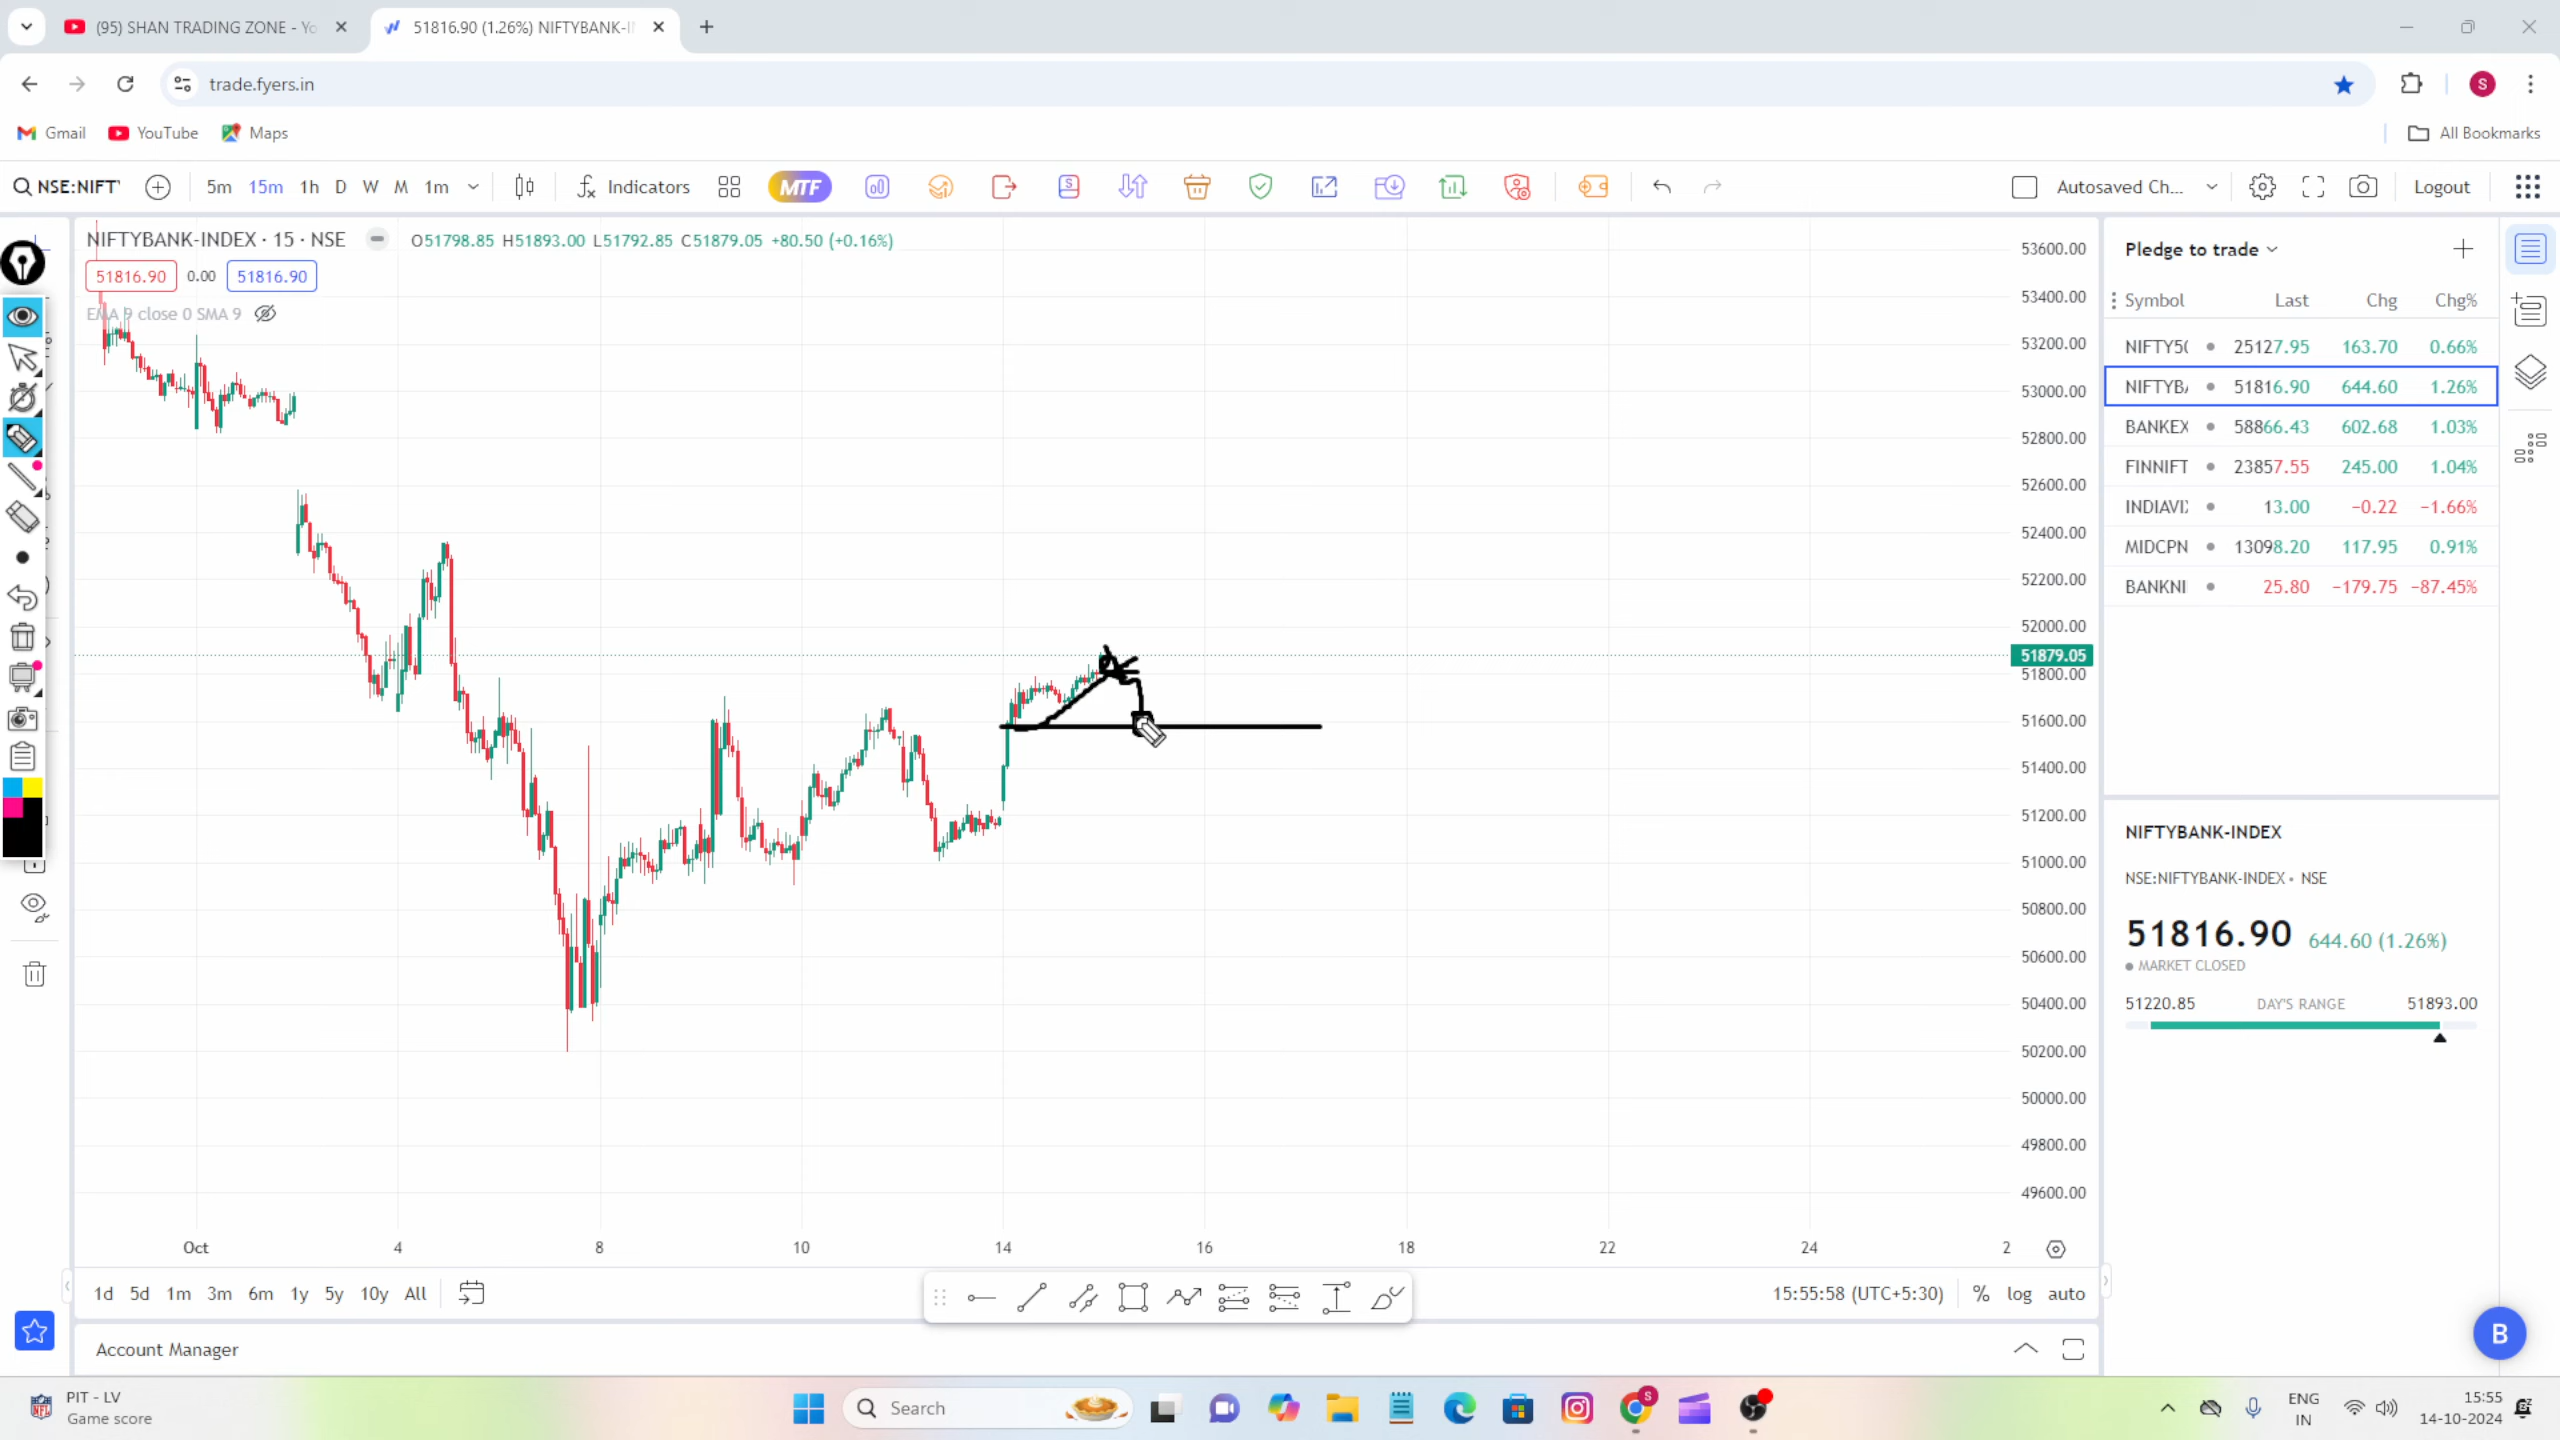 (95) SHAN TRADING ZONE - Yo
51816.90 (1.26%) NIFTYBANK-I
trade.fyers.in
S
Gmail
YouTube
Maps
All Bookmarks
NSE:NIFTY
5m 15m 1h D W M 1m
Indicators
MTF
Autosaved Ch...
Logout
NIFTYBANK-INDEX · 15 · NSE
O51798.85 H51893.00 L51792.85 C51879.05 +80.50 (+0.16%)
51816.90 0.00 51816.90
EMA 9 close 0 SMA 9
53600.00
53400.00
53200.00
53000.00
52800.00
52600.00
52400.00
52200.00
52000.00
51879.05
51800.00
51600.00
51400.00
51200.00
51000.00
50800.00
50600.00
50400.00
50200.00
50000.00
49800.00
49600.00
Oct 4 8 10 14 16 18 22 24 2
1d 5d 1m 3m 6m 1y 5y 10y All
15:55:58 (UTC+5:30) % log auto
Account Manager
Pledge to trade
Symbol Last Chg Chg%
NIFTY50 25127.95 163.70 0.66%
NIFTYBA 51816.90 644.60 1.26%
BANKEX 58866.43 602.68 1.03%
FINNIFT 23857.55 245.00 1.04%
INDIAVIX 13.00 −0.22 −1.66%
MIDCPN 13098.20 117.95 0.91%
BANKNI 25.80 −179.75 −87.45%
NIFTYBANK-INDEX
NSE:NIFTYBANK-INDEX • NSE
51816.90 644.60 (1.26%)
MARKET CLOSED
51220.85 DAY'S RANGE 51893.00
B
PIT - LV
Game score
Search
S
ENG
IN
15:55
14-10-2024